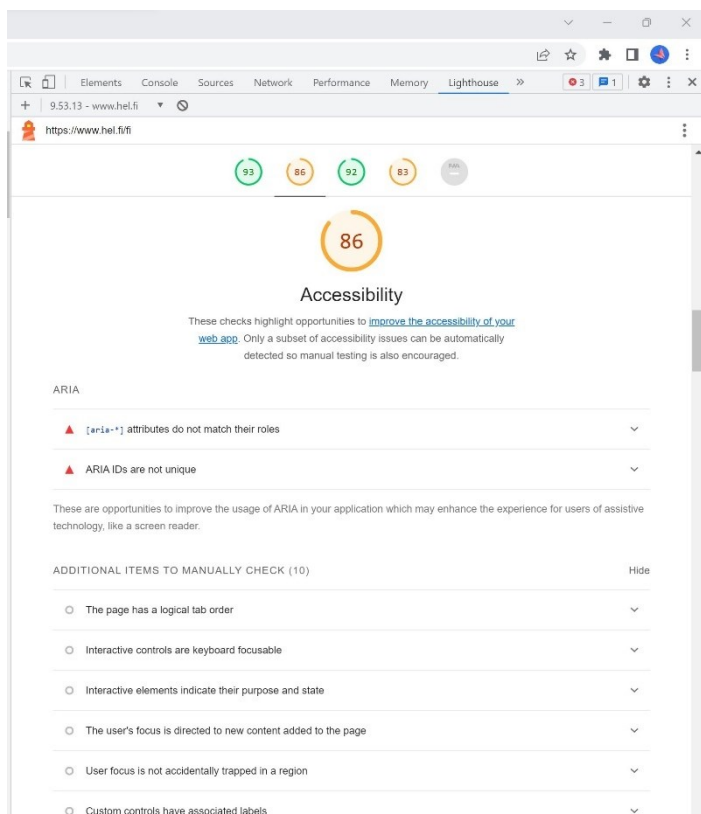 Elements Console Sources Network Performance Memory Lighthouse » 3 1
+ 9.53.13 - www.hel.fi
https://www.hel.fi/fi
93 86 92 83 PWA
86
Accessibility
These checks highlight opportunities to improve the accessibility of your
web app. Only a subset of accessibility issues can be automatically
detected so manual testing is also encouraged.
ARIA
[aria-*] attributes do not match their roles
ARIA IDs are not unique
These are opportunities to improve the usage of ARIA in your application which may enhance the experience for users of assistive
technology, like a screen reader.
ADDITIONAL ITEMS TO MANUALLY CHECK (10) Hide
The page has a logical tab order
Interactive controls are keyboard focusable
Interactive elements indicate their purpose and state
The user's focus is directed to new content added to the page
User focus is not accidentally trapped in a region
Custom controls have associated labels